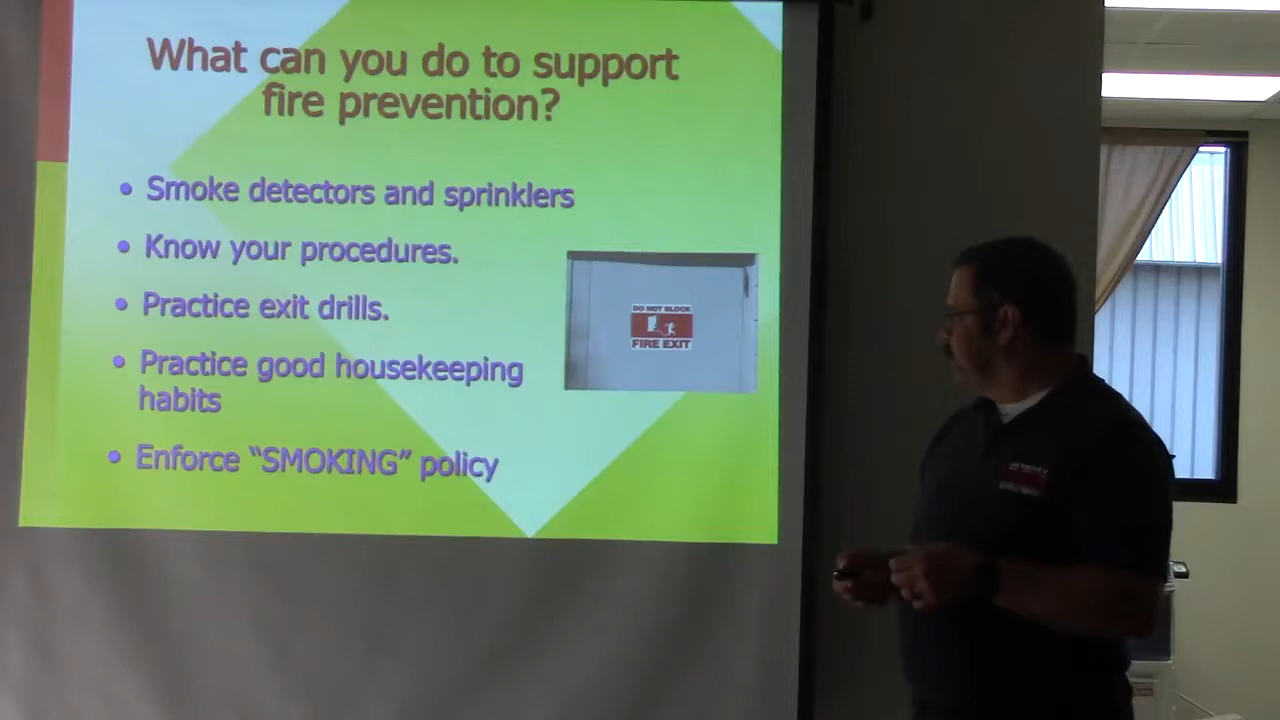 What can you do to support
fire prevention?
• Smoke detectors and sprinklers
• Know your procedures.
• Practice exit drills.
• Practice good housekeeping
habits
• Enforce “SMOKING” policy
DO NOT BLOCK
FIRE EXIT